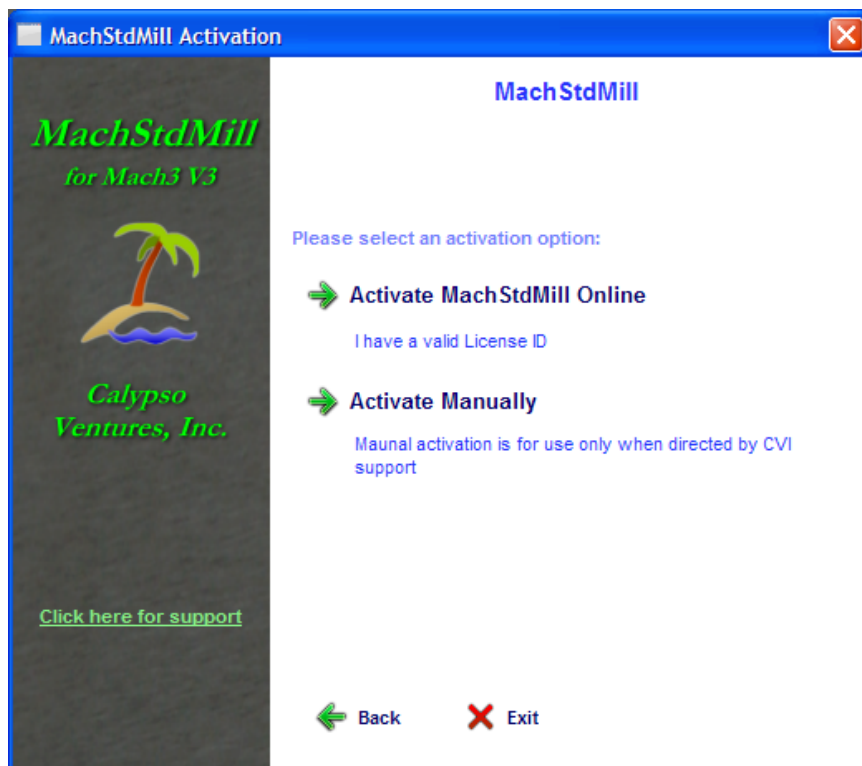 MachStdMill Activation
MachStdMill
for Mach3 V3
Calypso
Ventures, Inc.
Click here for support
MachStdMill
Please select an activation option:
Activate MachStdMill Online
I have a valid License ID
Activate Manually
Maunal activation is for use only when directed by CVI
support
Back
Exit